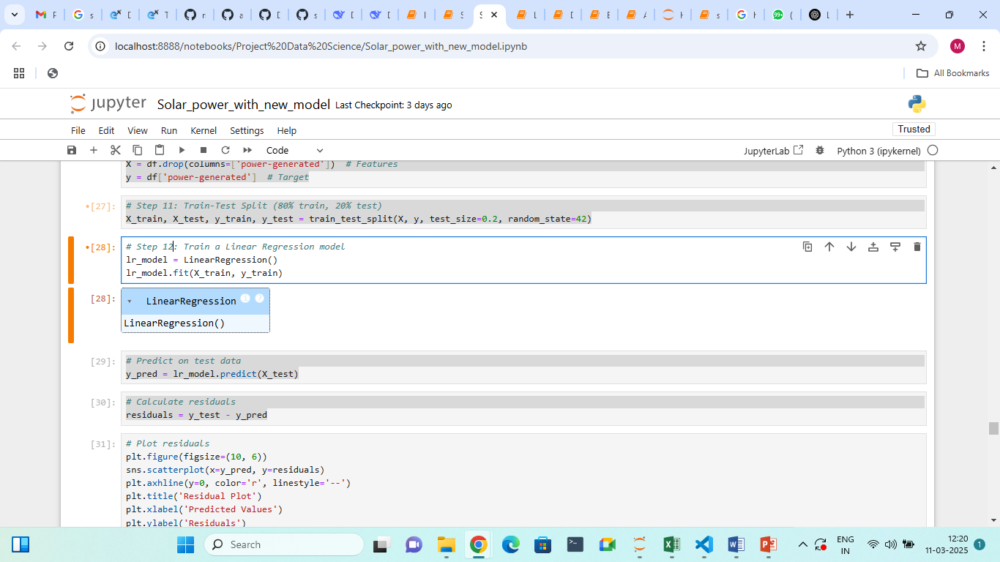 localhost:8888/notebooks/Project%20Data%20Science/Solar_power_with_new_model.ipynb
M
All Bookmarks
jupyter Solar_power_with_new_model Last Checkpoint: 3 days ago
File Edit View Run Kernel Settings Help
Trusted
Code
JupyterLab
Python 3 (ipykernel)
X = df.drop(columns=['power-generated']) # Features
y = df['power-generated'] # Target
•[27]:
# Step 11: Train-Test Split (80% train, 20% test)
X_train, X_test, y_train, y_test = train_test_split(X, y, test_size=0.2, random_state=42)
•[28]:
# Step 12: Train a Linear Regression model
lr_model = LinearRegression()
lr_model.fit(X_train, y_train)
[28]:
LinearRegression
LinearRegression()
[29]:
# Predict on test data
y_pred = lr_model.predict(X_test)
[30]:
# Calculate residuals
residuals = y_test - y_pred
[31]:
# Plot residuals
plt.figure(figsize=(10, 6))
sns.scatterplot(x=y_pred, y=residuals)
plt.axhline(y=0, color='r', linestyle='--')
plt.title('Residual Plot')
plt.xlabel('Predicted Values')
plt.ylabel('Residuals')
Search
ENG
IN
12:20
11-03-2025
1